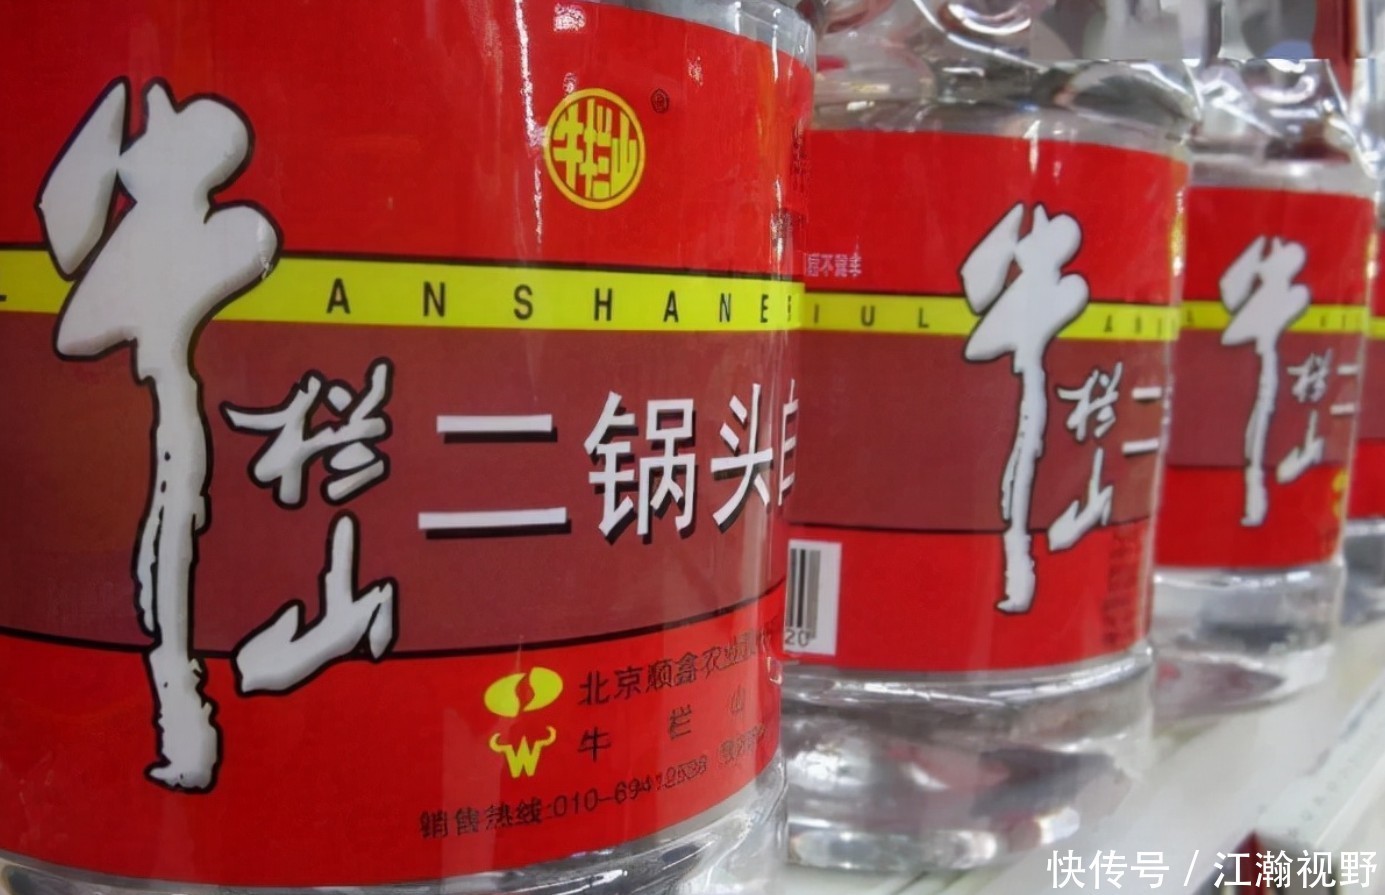 牛栏山
ANSHANE
牛栏山
二锅头
北京顺鑫农业
牛栏山
销售热线:010-694
IUL
牛栏山
二
20
牛栏山
二
快传号 / 江瀚视野